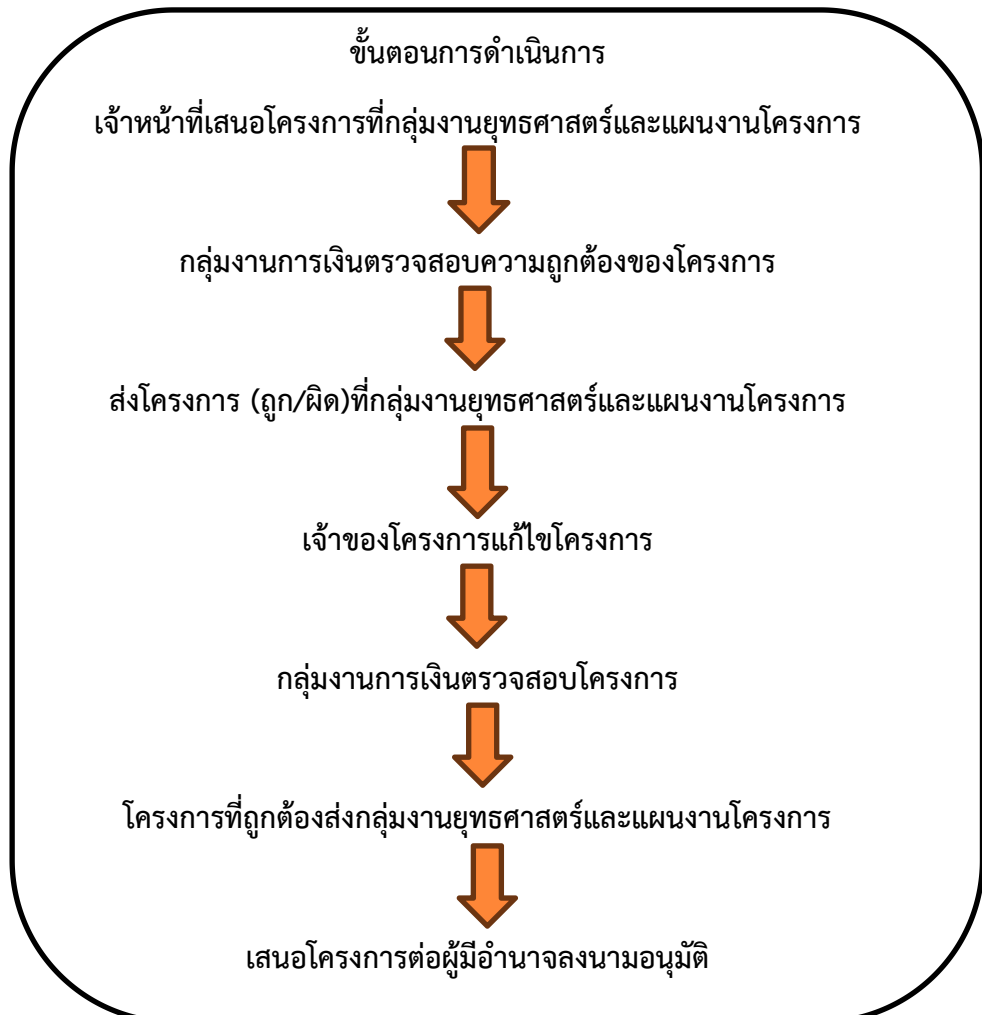 ขั้นตอนการดำเนินการ
เจ้าหน้าที่เสนอโครงการที่กลุ่มงานยุทธศาสตร์และแผนงานโครงการ
กลุ่มงานการเงินตรวจสอบความถูกต้องของโครงการ
ส่งโครงการ (ถูก/ผิด)ที่กลุ่มงานยุทธศาสตร์และแผนงานโครงการ
เจ้าของโครงการแก้ไขโครงการ
กลุ่มงานการเงินตรวจสอบโครงการ
โครงการที่ถูกต้องส่งกลุ่มงานยุทธศาสตร์และแผนงานโครงการ
เสนอโครงการต่อผู้มีอำนาจลงนามอนุมัติ